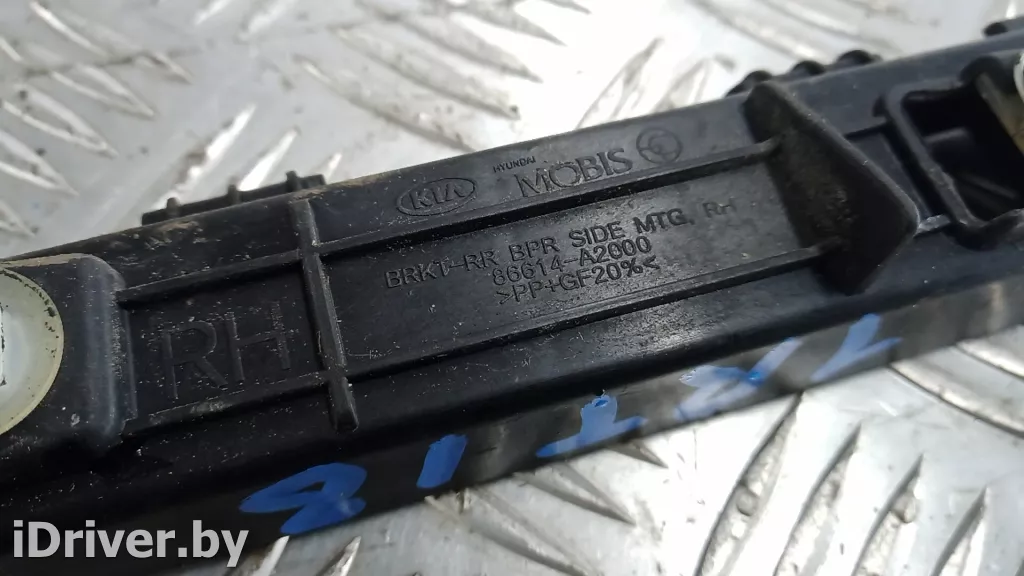 KIA
HYUNDAI
MOBIS
BRKT-RR BPR SIDE MTG, RH
86614-A2000
>PP+GF20%<
RH
iDriver.by